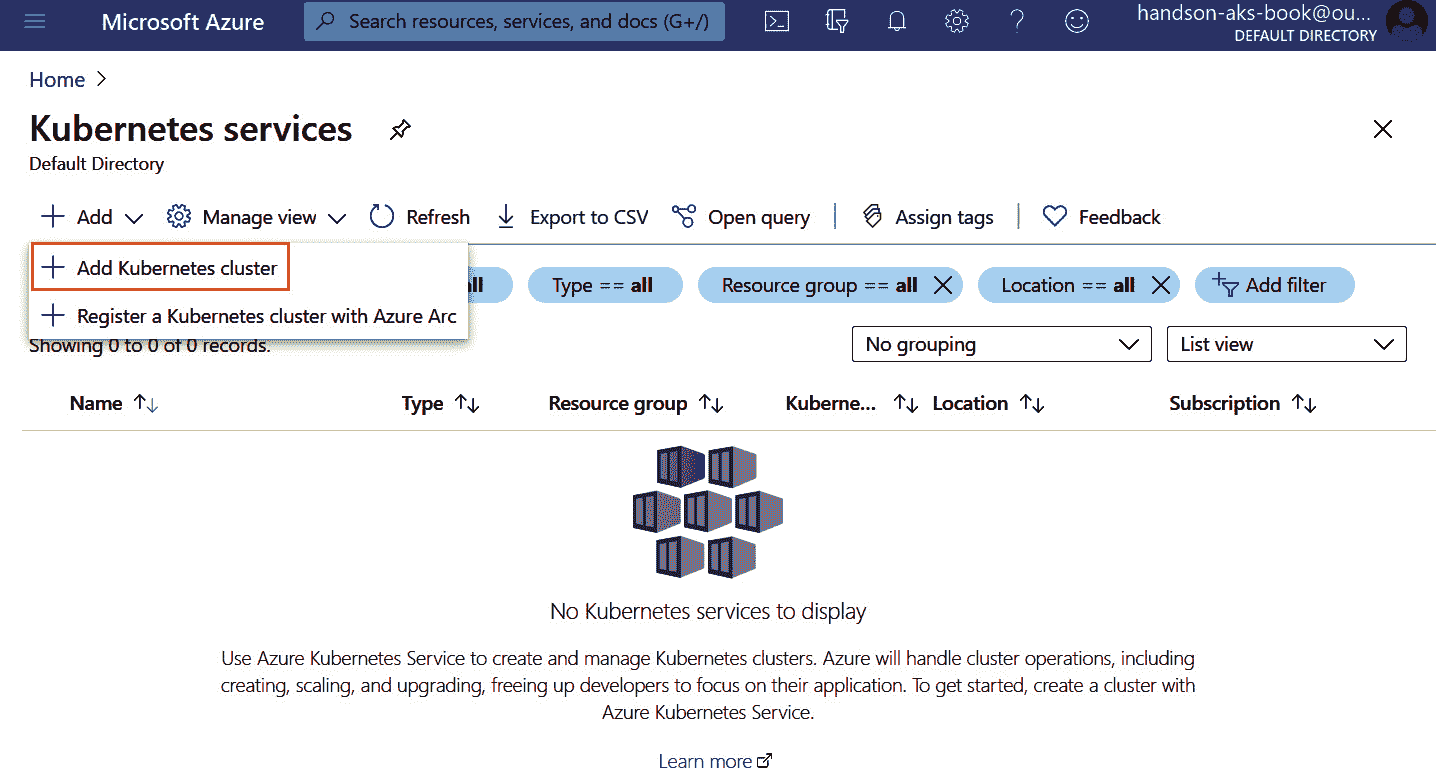 Microsoft Azure
Search resources, services, and docs (G+/)
handson-aks-book@ou...
DEFAULT DIRECTORY
Home
Kubernetes services
Default Directory
Add
Manage view
Refresh
Export to CSV
Open query
Assign tags
Feedback
Add Kubernetes cluster
Register a Kubernetes cluster with Azure Arc
Type == all
Resource group == all
Location == all
Add filter
Showing 0 to 0 of 0 records.
No grouping
List view
Name
Type
Resource group
Kuberne...
Location
Subscription
No Kubernetes services to display
Use Azure Kubernetes Service to create and manage Kubernetes clusters. Azure will handle cluster operations, including
creating, scaling, and upgrading, freeing up developers to focus on their application. To get started, create a cluster with
Azure Kubernetes Service.
Learn more